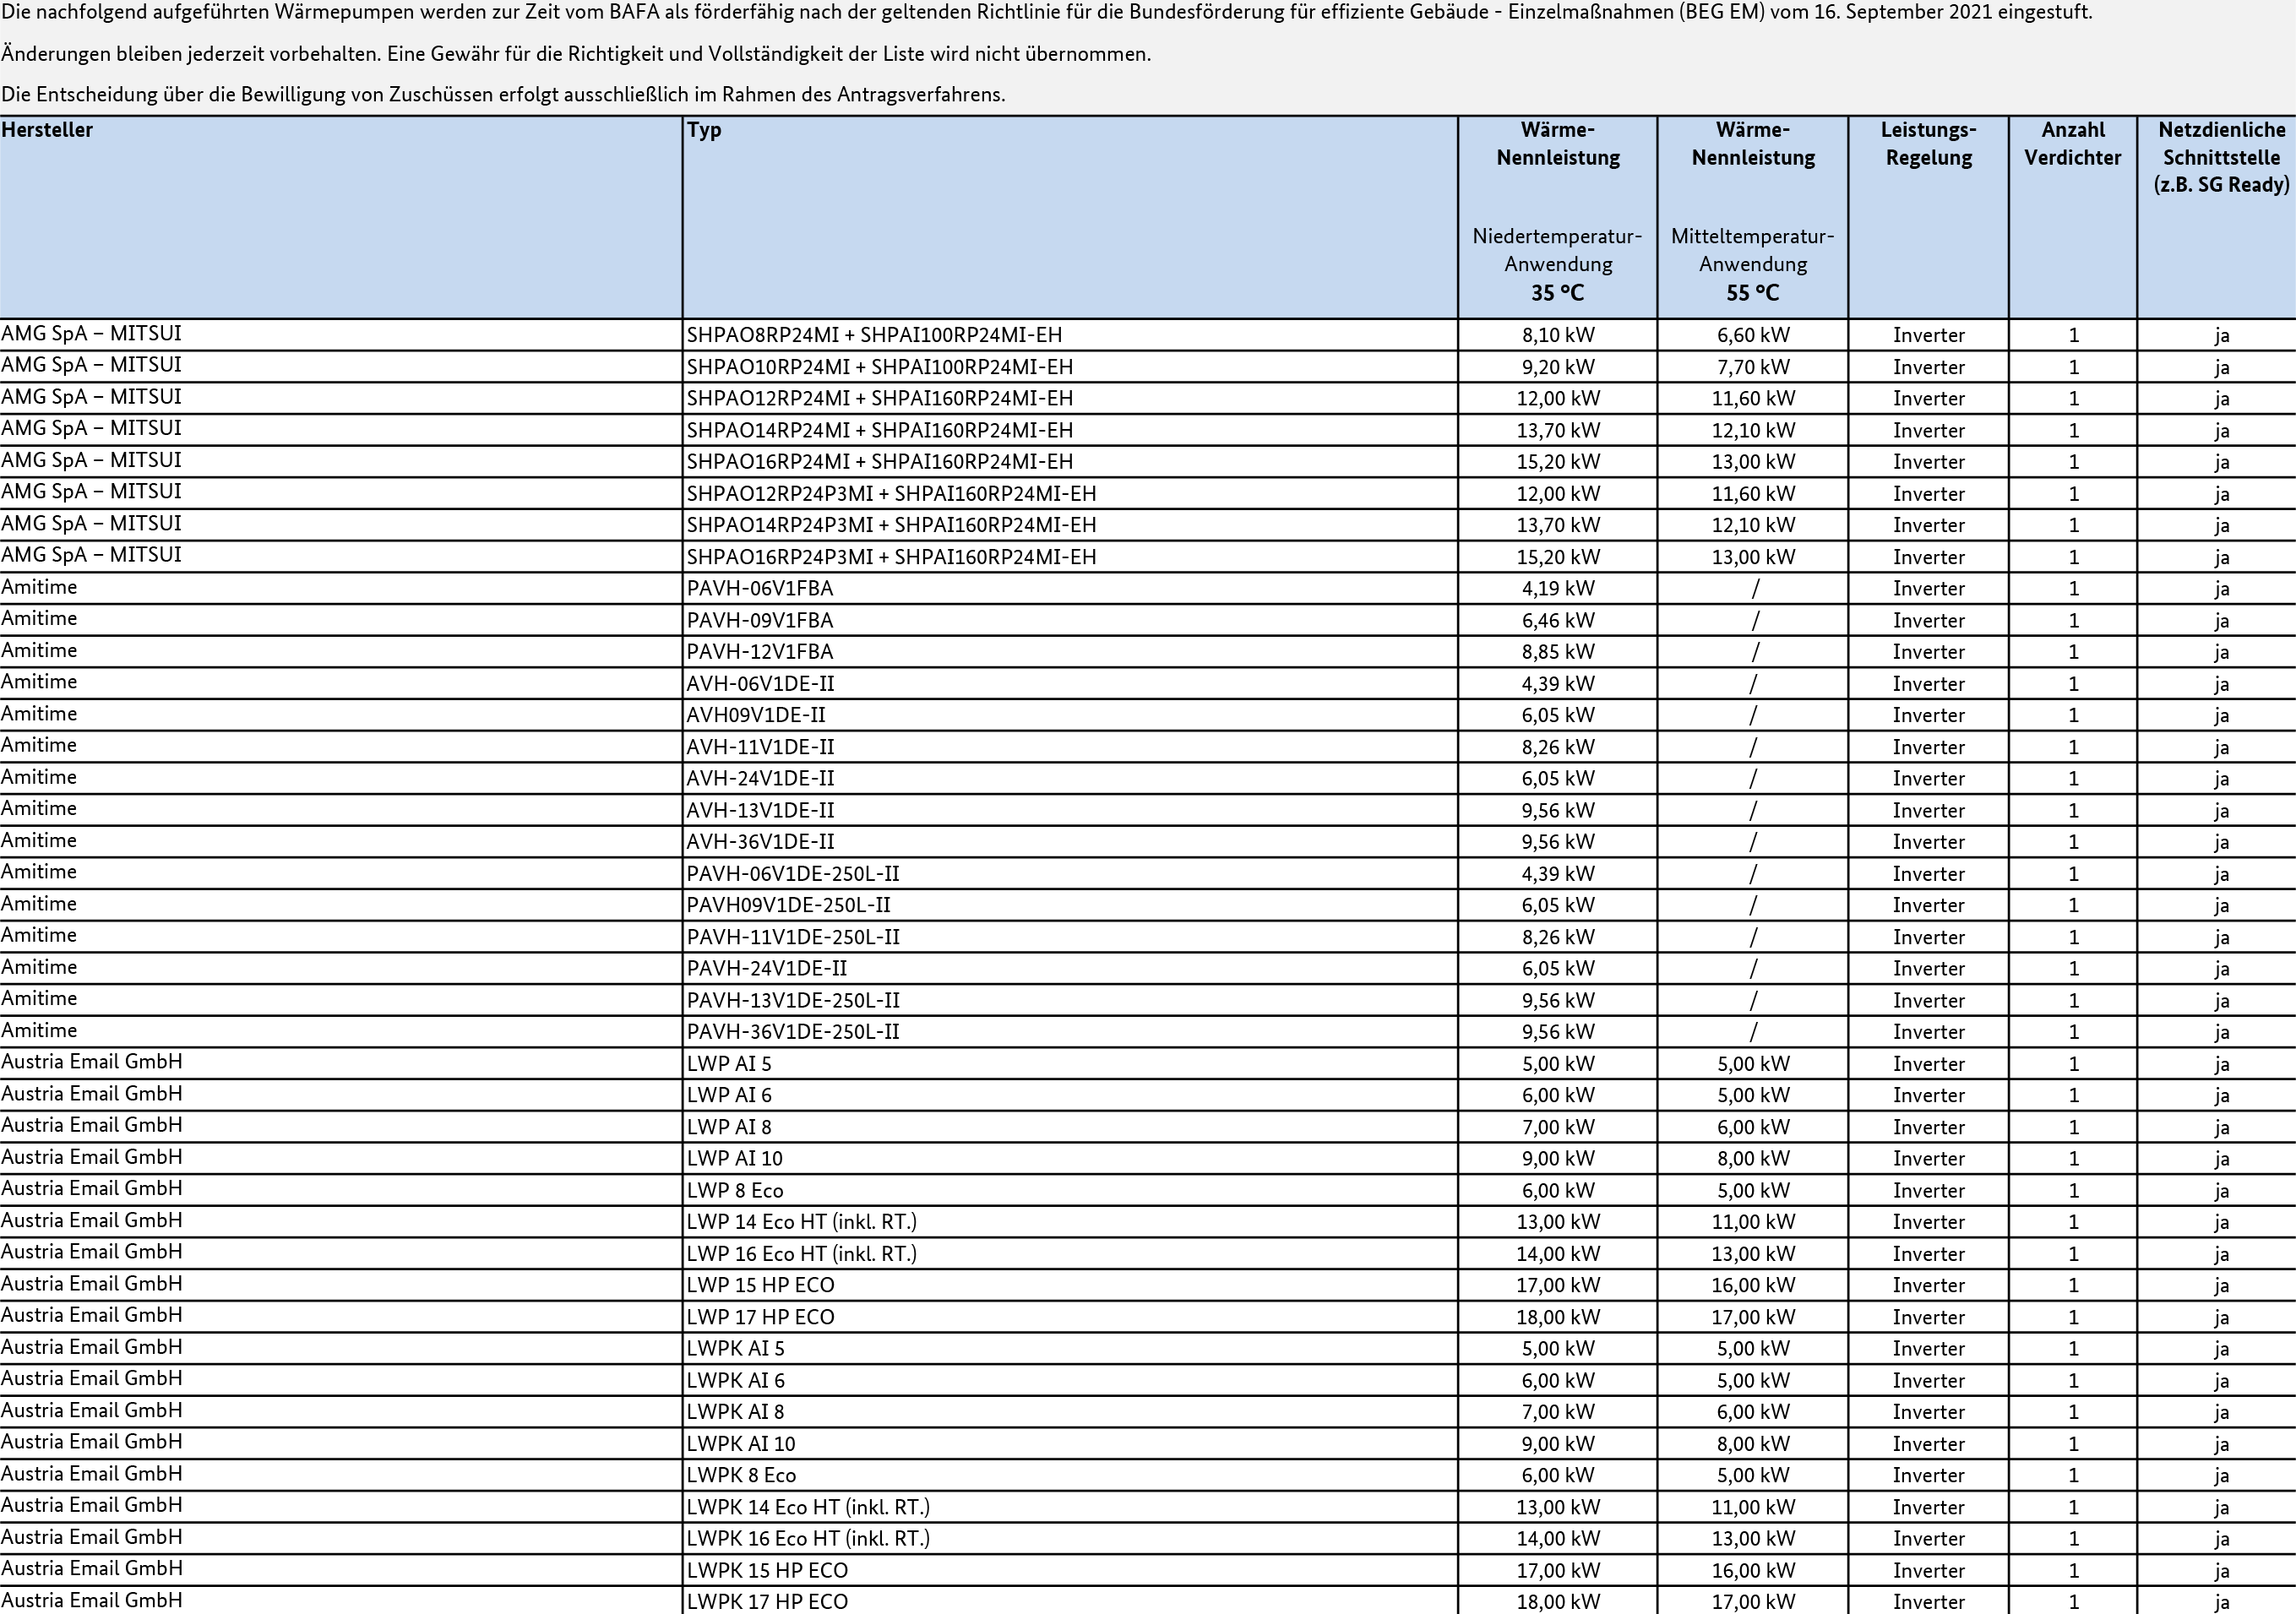 Die nachfolgend aufgeführten Wärmepumpen werden zur Zeit vom BAFA als förderfähig nach der geltenden Richtlinie für die Bundesförderung für effiziente Gebäude - Einzelmaßnahmen (BEG EM) vom 16. September 2021 eingestuft.
Änderungen bleiben jederzeit vorbehalten. Eine Gewähr für die Richtigkeit und Vollständigkeit der Liste wird nicht übernommen.
Die Entscheidung über die Bewilligung von Zuschüssen erfolgt ausschließlich im Rahmen des Antragsverfahrens.
Hersteller Typ Wärme- Wärme- Leistungs- Anzahl Netzdienliche
Nennleistung Nennleistung Regelung Verdichter Schnittstelle
(z.B. SG Ready)
Niedertemperatur- Mitteltemperatur-
Anwendung Anwendung
35 °C 55 °C
AMG SpA – MITSUI SHPAO8RP24MI + SHPAI100RP24MI-EH 8,10 kW 6,60 kW Inverter 1 ja
AMG SpA – MITSUI SHPAO10RP24MI + SHPAI100RP24MI-EH 9,20 kW 7,70 kW Inverter 1 ja
AMG SpA – MITSUI SHPAO12RP24MI + SHPAI160RP24MI-EH 12,00 kW 11,60 kW Inverter 1 ja
AMG SpA – MITSUI SHPAO14RP24MI + SHPAI160RP24MI-EH 13,70 kW 12,10 kW Inverter 1 ja
AMG SpA – MITSUI SHPAO16RP24MI + SHPAI160RP24MI-EH 15,20 kW 13,00 kW Inverter 1 ja
AMG SpA – MITSUI SHPAO12RP24P3MI + SHPAI160RP24MI-EH 12,00 kW 11,60 kW Inverter 1 ja
AMG SpA – MITSUI SHPAO14RP24P3MI + SHPAI160RP24MI-EH 13,70 kW 12,10 kW Inverter 1 ja
AMG SpA – MITSUI SHPAO16RP24P3MI + SHPAI160RP24MI-EH 15,20 kW 13,00 kW Inverter 1 ja
Amitime PAVH-06V1FBA 4,19 kW / Inverter 1 ja
Amitime PAVH-09V1FBA 6,46 kW / Inverter 1 ja
Amitime PAVH-12V1FBA 8,85 kW / Inverter 1 ja
Amitime AVH-06V1DE-II 4,39 kW / Inverter 1 ja
Amitime AVH09V1DE-II 6,05 kW / Inverter 1 ja
Amitime AVH-11V1DE-II 8,26 kW / Inverter 1 ja
Amitime AVH-24V1DE-II 6,05 kW / Inverter 1 ja
Amitime AVH-13V1DE-II 9,56 kW / Inverter 1 ja
Amitime AVH-36V1DE-II 9,56 kW / Inverter 1 ja
Amitime PAVH-06V1DE-250L-II 4,39 kW / Inverter 1 ja
Amitime PAVH09V1DE-250L-II 6,05 kW / Inverter 1 ja
Amitime PAVH-11V1DE-250L-II 8,26 kW / Inverter 1 ja
Amitime PAVH-24V1DE-II 6,05 kW / Inverter 1 ja
Amitime PAVH-13V1DE-250L-II 9,56 kW / Inverter 1 ja
Amitime PAVH-36V1DE-250L-II 9,56 kW / Inverter 1 ja
Austria Email GmbH LWP AI 5 5,00 kW 5,00 kW Inverter 1 ja
Austria Email GmbH LWP AI 6 6,00 kW 5,00 kW Inverter 1 ja
Austria Email GmbH LWP AI 8 7,00 kW 6,00 kW Inverter 1 ja
Austria Email GmbH LWP AI 10 9,00 kW 8,00 kW Inverter 1 ja
Austria Email GmbH LWP 8 Eco 6,00 kW 5,00 kW Inverter 1 ja
Austria Email GmbH LWP 14 Eco HT (inkl. RT.) 13,00 kW 11,00 kW Inverter 1 ja
Austria Email GmbH LWP 16 Eco HT (inkl. RT.) 14,00 kW 13,00 kW Inverter 1 ja
Austria Email GmbH LWP 15 HP ECO 17,00 kW 16,00 kW Inverter 1 ja
Austria Email GmbH LWP 17 HP ECO 18,00 kW 17,00 kW Inverter 1 ja
Austria Email GmbH LWPK AI 5 5,00 kW 5,00 kW Inverter 1 ja
Austria Email GmbH LWPK AI 6 6,00 kW 5,00 kW Inverter 1 ja
Austria Email GmbH LWPK AI 8 7,00 kW 6,00 kW Inverter 1 ja
Austria Email GmbH LWPK AI 10 9,00 kW 8,00 kW Inverter 1 ja
Austria Email GmbH LWPK 8 Eco 6,00 kW 5,00 kW Inverter 1 ja
Austria Email GmbH LWPK 14 Eco HT (inkl. RT.) 13,00 kW 11,00 kW Inverter 1 ja
Austria Email GmbH LWPK 16 Eco HT (inkl. RT.) 14,00 kW 13,00 kW Inverter 1 ja
Austria Email GmbH LWPK 15 HP ECO 17,00 kW 16,00 kW Inverter 1 ja
Austria Email GmbH LWPK 17 HP ECO 18,00 kW 17,00 kW Inverter 1 ja